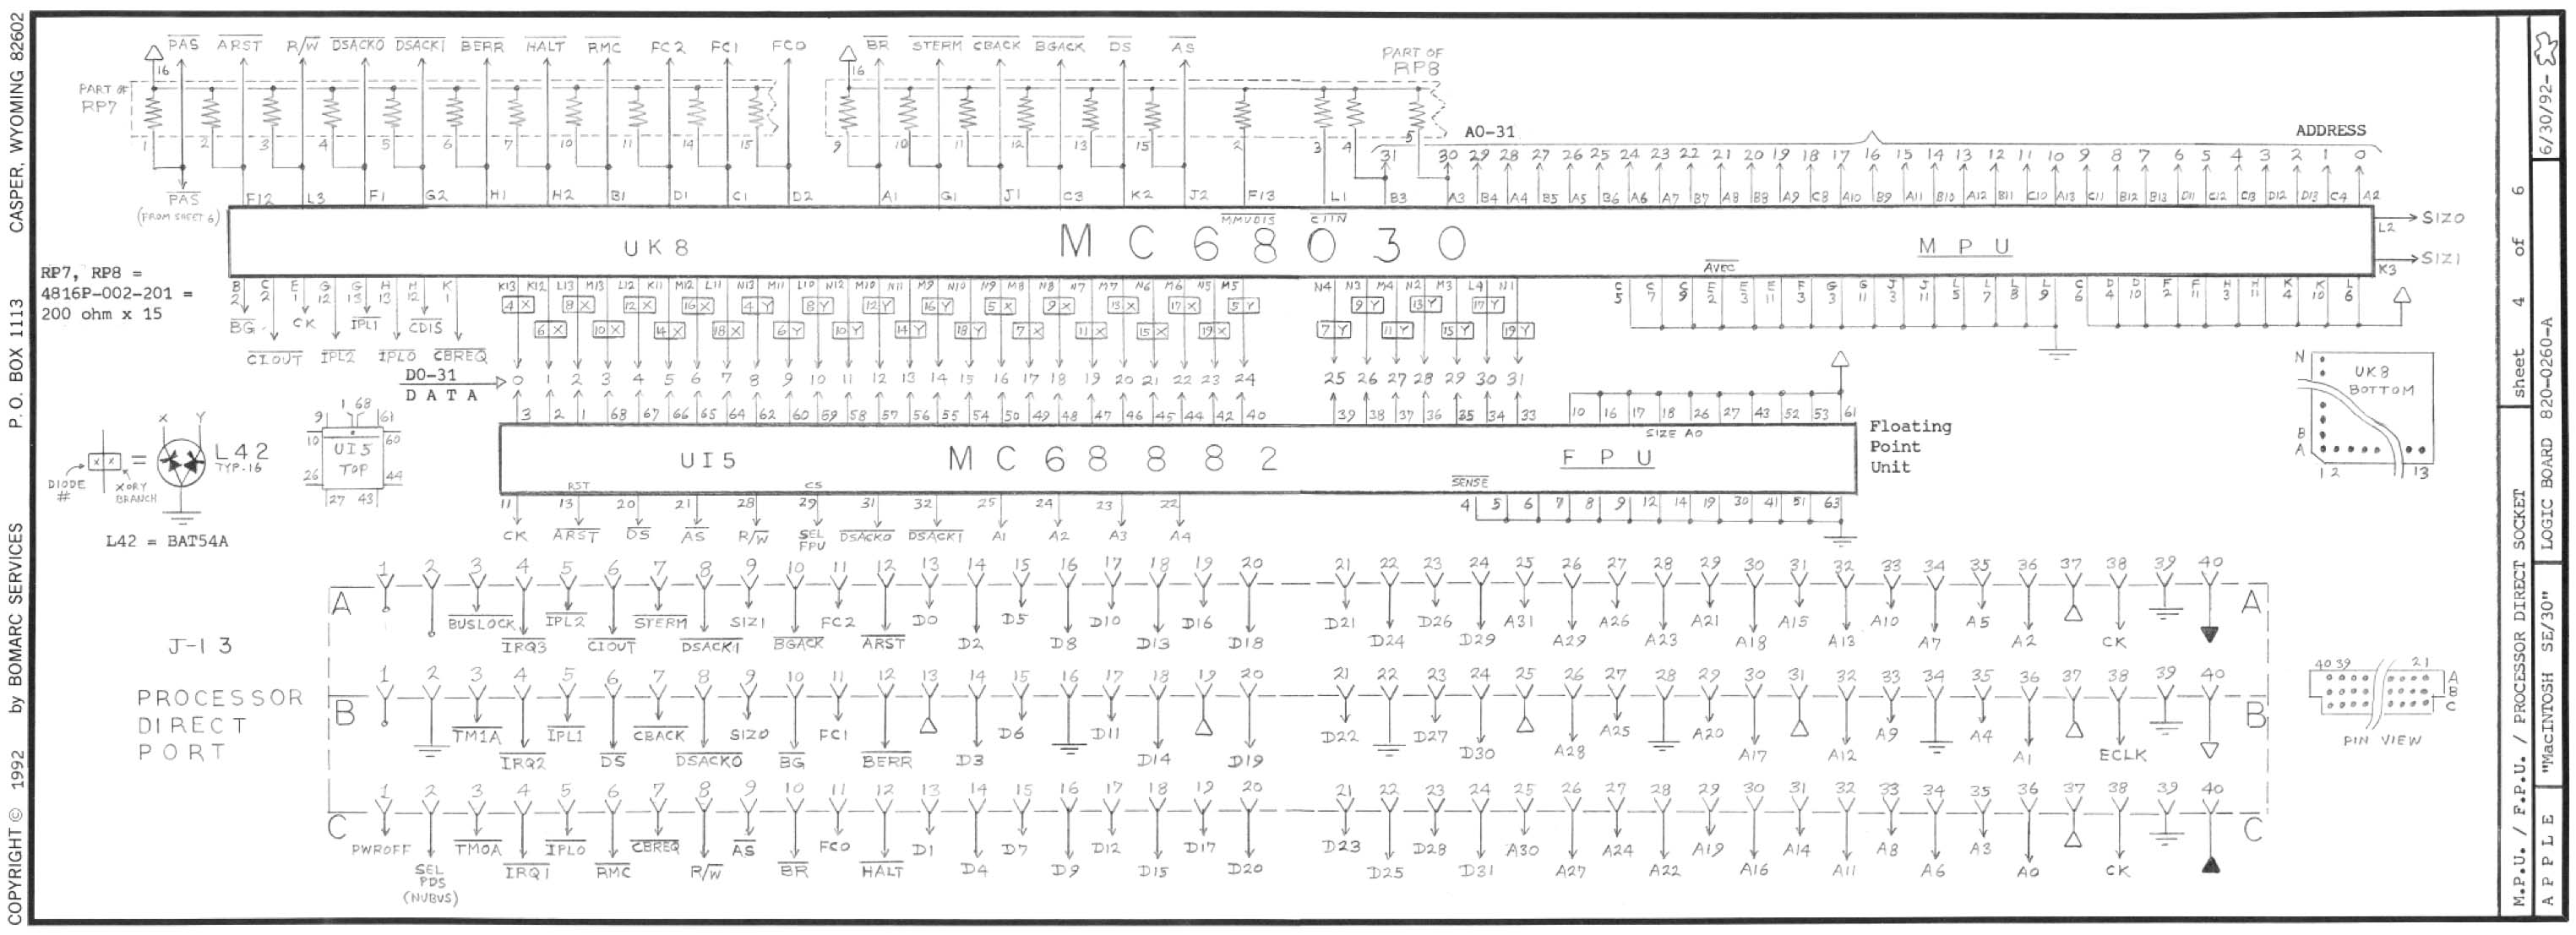 PAS ARST R/W DSACK0 DSACK1 BERR HALT RMC FC2 FC1 FC0 BR STERM CBACK BGACK DS AS
PART OF RP7
16
16
PART OF RP8
1 2 3 4 5 6 7 10 11 14 15 9 10 11 12 13 15 2 3 4 5
A0-31 ADDRESS
31 30 29 28 27 26 25 24 23 22 21 20 19 18 17 16 15 14 13 12 11 10 9 8 7 6 5 4 3 2 1 0
PAS
(FROM SHEET 6)
F12 L3 F1 G2 H1 H2 B1 D1 C1 D2 A1 G1 J1 C3 K2 J2 F13 L1 B3 A3 B4 A4 B5 A5 B6 A6 A7 B7 A8 B8 A9 C8 A10 B9 A11 B10 A12 B11 C10 A13 C11 B12 B13 D11 C12 C13 D12 D13 C4 A2
MMUDIS CIIN
UK8 MC68030 MPU
L2 SIZ0
K3 SIZ1
AVEC
RP7, RP8 =
4816P-002-201 =
200 ohm x 15
B2 C2 E1 G12 G13 H13 H12 K1
BG CIOUT CK IPL2 IPL1 IPL0 CDIS CBREQ
K13 K12 L13 M13 L12 K11 M12 L11 N13 M11 L10 N12 M10 N11 M9 N10 N9 M8 N8 N7 M7 N6 M6 N5 M5 N4 N3 M4 N2 M3 L4 N1
4X 8X 12X 16X 4Y 8Y 12Y 16Y 5X 9X 13X 17X 5Y 9Y 13Y 17Y
6X 10X 14X 18X 6Y 10Y 14Y 18Y 7X 11X 15X 19X 7Y 11Y 15Y 19Y
C5 C7 C9 E2 E3 E11 F3 G3 G11 J3 J11 L5 L7 L8 L9 C6 D4 D10 F2 F11 H3 H11 K4 K10 L6
D0-31
DATA
0 1 2 3 4 5 6 7 8 9 10 11 12 13 14 15 16 17 18 19 20 21 22 23 24 25 26 27 28 29 30 31
3 2 1 68 67 66 65 64 62 60 59 58 57 56 55 54 50 49 48 47 46 45 44 42 40 39 38 37 36 35 34 33 10 16 17 18 26 27 43 52 53 61
SIZE A0
UI5 MC68882 FPU
Floating
Point
Unit
RST CS SENSE
11 13 20 21 28 29 31 32 25 24 23 22 4 5 6 7 8 9 12 14 19 30 41 51 63
CK ARST DS AS R/W SEL FPU DSACK0 DSACK1 A1 A2 A3 A4
X Y
L42
TYP.16
DIODE #
X OR Y BRANCH
L42 = BAT54A
9 1 68 61
10 60
UI5
TOP
26 44
27 43
N
UK8
BOTTOM
B
A
1 2 13
J-13
PROCESSOR
DIRECT
PORT
1 2 3 4 5 6 7 8 9 10 11 12 13 14 15 16 17 18 19 20 21 22 23 24 25 26 27 28 29 30 31 32 33 34 35 36 37 38 39 40
A A
BUSLOCK IRQ3 IPL2 CIOUT STERM DSACK1 SIZ1 BGACK FC2 ARST D0 D2 D5 D8 D10 D13 D16 D18 D21 D24 D26 D29 A31 A29 A26 A23 A21 A18 A15 A13 A10 A7 A5 A2 CK
1 2 3 4 5 6 7 8 9 10 11 12 13 14 15 16 17 18 19 20 21 22 23 24 25 26 27 28 29 30 31 32 33 34 35 36 37 38 39 40
B B
TM1A IRQ2 IPL1 DS CBACK DSACK0 SIZ0 BG FC1 BERR D3 D6 D11 D14 D19 D22 D27 D30 A28 A25 A20 A17 A12 A9 A4 A1 ECLK
1 2 3 4 5 6 7 8 9 10 11 12 13 14 15 16 17 18 19 20 21 22 23 24 25 26 27 28 29 30 31 32 33 34 35 36 37 38 39 40
C C
PWROFF SEL PDS (NUBUS) TM0A IRQ1 IPL0 RMC CBREQ R/W AS BR FC0 HALT D1 D4 D7 D9 D12 D15 D17 D20 D23 D25 D28 D31 A30 A27 A24 A22 A19 A16 A14 A11 A8 A6 A3 A0 CK
40 39 21
A
B
C
PIN VIEW
COPYRIGHT © 1992 by BOMARC SERVICES P.O. BOX 1113 CASPER, WYOMING 82602
M.P.U. / F.P.U. / PROCESSOR DIRECT SOCKET sheet 4 of 6
APPLE "MacINTOSH SE/30" LOGIC BOARD 820-0260-A 6/30/92-